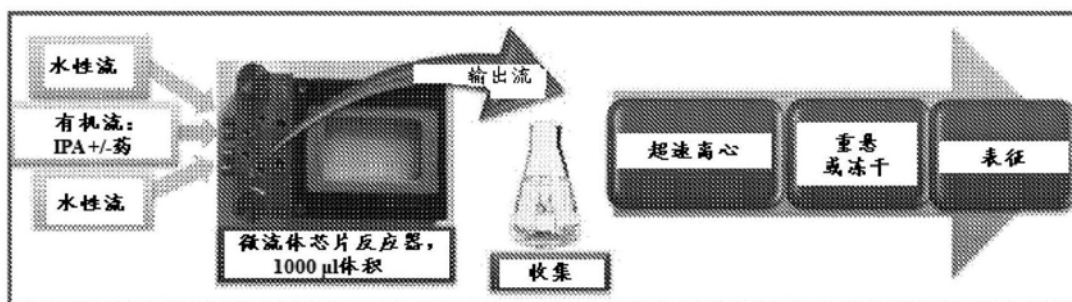 水性流
有机流：
IPA +/-药
水性流
输出流
微流体芯片反应器，
1000 µl体积
收集
超速离心
重悬
或冻干
表征